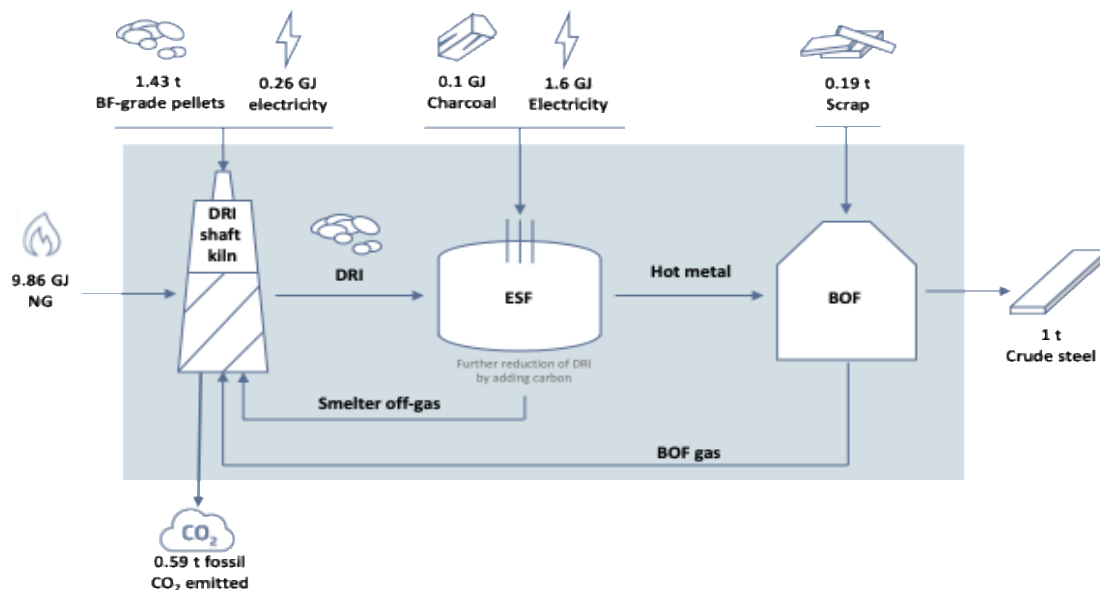 1.43 t
BF-grade pellets
0.26 GJ
electricity
0.1 GJ
Charcoal
1.6 GJ
Electricity
0.19 t
Scrap
DRI
shaft
kiln
9.86 GJ
NG
DRI
ESF
Hot metal
BOF
1 t
Crude steel
Further reduction of DRI
by adding carbon
Smelter off-gas
BOF gas
CO₂
0.59 t fossil
CO₂ emitted